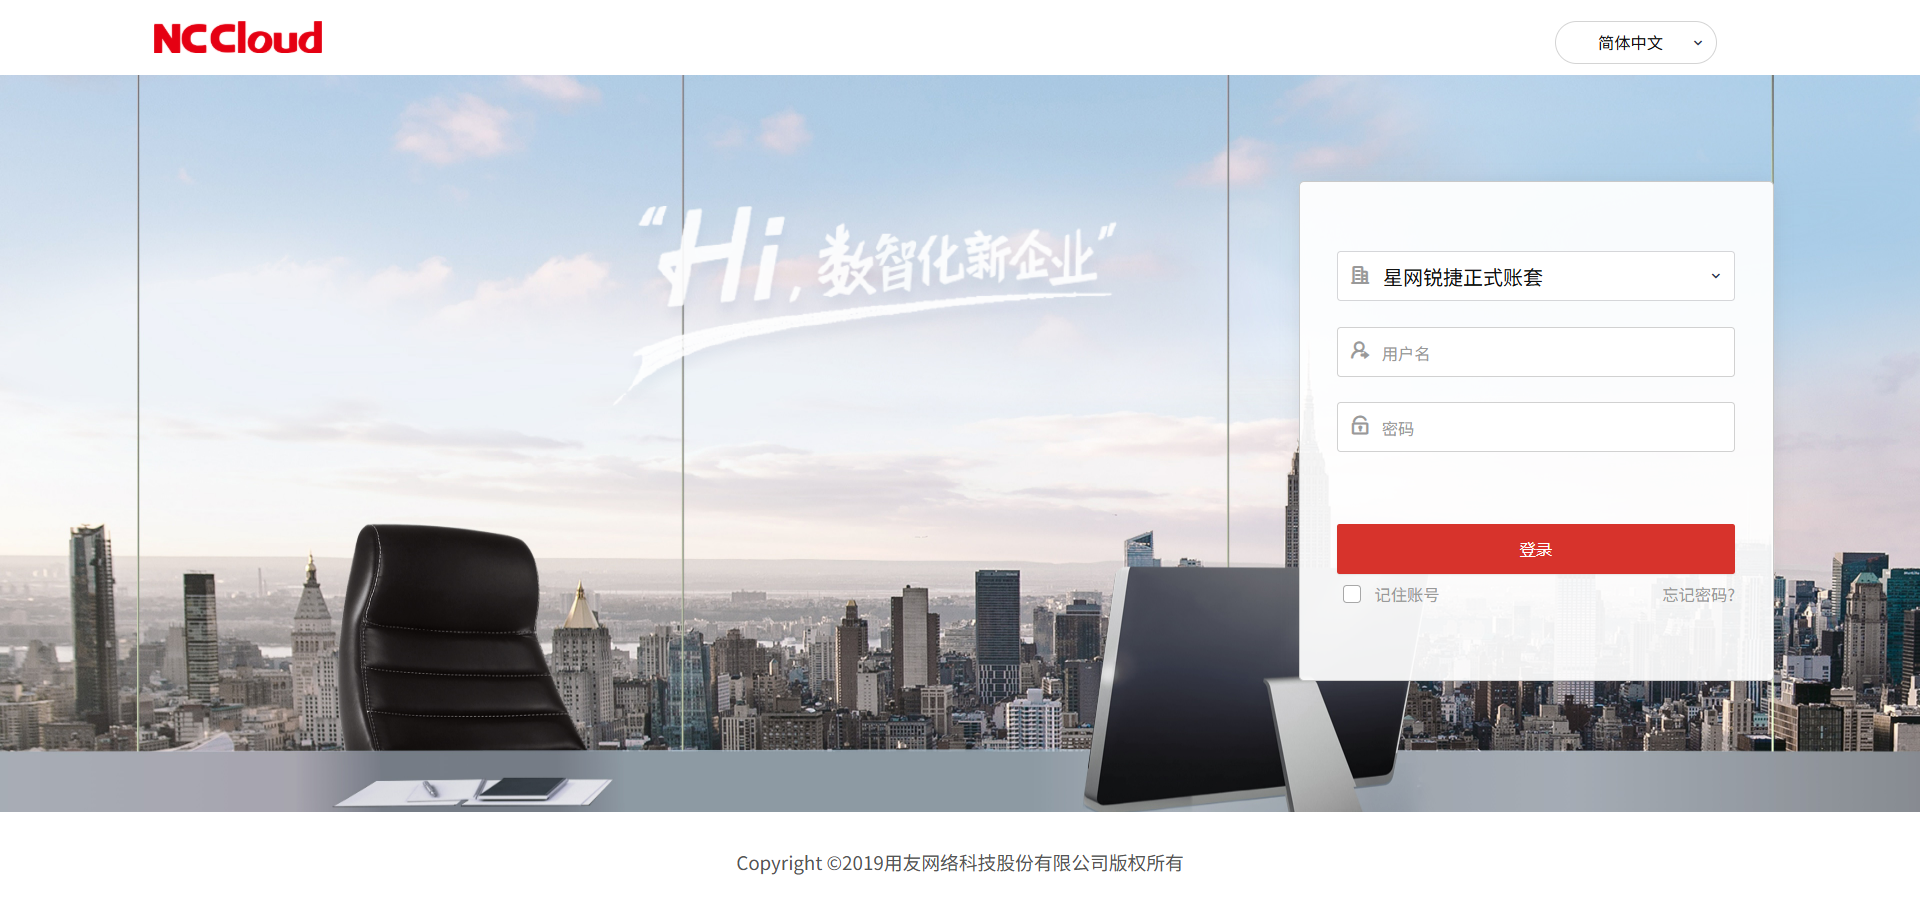 NCCloud
简体中文
“Hi, 数智化新企业”
星网锐捷正式账套
用户名
密码
登录
记住账号
忘记密码?
Copyright ©2019用友网络科技股份有限公司版权所有